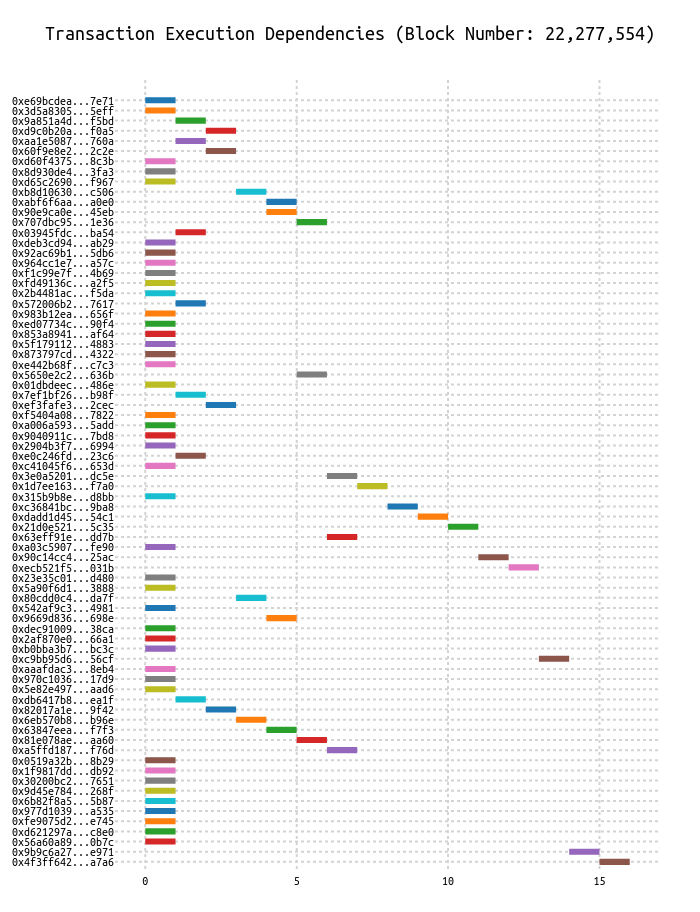 Transaction Execution Dependencies (Block Number: 22,277,554)
0xe69bcdea...7e71
0x3d5a8305...5eff
0x9a851a4d...f5bd
0xd9c0b20a...f0a5
0xaa1e5087...760a
0x60f9e8e2...2c2e
0xd60f4375...8c3b
0x8d930de4...3fa3
0xd65c2690...f967
0xb8d10630...c506
0xabf6f6aa...a0e0
0x90e9ca0e...45eb
0x707dbc95...1e36
0x03945fdc...ba54
0xdeb3cd94...ab29
0x92ac69b1...5db6
0x964cc1e7...a57c
0xf1c99e7f...4b69
0xfd49136c...a2f5
0x2b4481ac...f5da
0x572006b2...7617
0x983b12ea...656f
0xed07734c...90f4
0x853a8941...af64
0x5f179112...4883
0x873797cd...4322
0xe442b68f...c7c3
0x5650e2c2...636b
0x01dbdeec...486e
0x7ef1bf26...b98f
0xef3fafe3...2cec
0xf5404a08...7822
0xa006a593...5add
0x9040911c...7bd8
0x2904b3f7...6994
0xe0c246fd...23c6
0xc41045f6...653d
0x3e0a5201...dc5e
0x1d7ee163...f7a0
0x315b9b8e...d8bb
0xc36841bc...9ba8
0xdadd1d45...54c1
0x21d0e521...5c35
0x63eff91e...dd7b
0xa03c5907...fe90
0x90c14cc4...25ac
0xecb521f5...031b
0x23e35c01...d480
0x5a90f6d1...3888
0x80cdd0c4...da7f
0x542af9c3...4981
0x9669d836...698e
0xdec91009...38ca
0x2af870e0...66a1
0xb0bba3b7...bc3c
0xc9bb95d6...56cf
0xaaafdac3...8eb4
0x970c1036...17d9
0x5e82e497...aad6
0xdb6417b8...ea1f
0x82017a1e...9f42
0x6eb570b8...b96e
0x63847eea...f7f3
0x81e078ae...aa60
0xa5ffd187...f76d
0x0519a32b...8b29
0x1f9817dd...db92
0x30200bc2...7651
0x9d45e784...268f
0x6b82f8a5...5b87
0x977d1039...a535
0xfe9075d2...e745
0xd621297a...c8e0
0x56a60a89...0b7c
0x9b9c6a27...e971
0x4f3ff642...a7a6
0 5 10 15